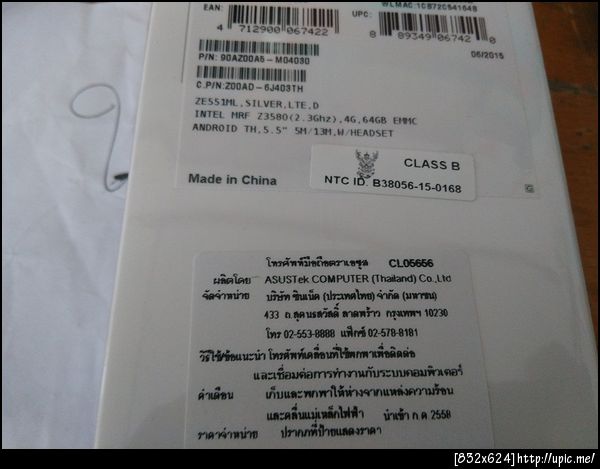 WLMAC:10872C541648
EAN:
4 712900 067422
UPC:
8 89349 06742 0
06/2015
P/N: 90AZ00A5-M04030
C.P/N:Z00AD-6J403TH
ZE551ML,SILVER,LTE,D
INTEL MRF Z3580(2.3Ghz),4G,64GB EMMC
ANDROID TH,5.5" 5M/13M,W/HEADSET
CLASS B
NTC ID. B38056-15-0168
Made in China
โทรศัพท์มือถือตราเอซุส CL05656
ผลิตโดย ASUSTek COMPUTER (Thailand) Co.,Ltd
จัดจำหน่าย บริษัท ซินเน็ค (ประเทศไทย) จำกัด (มหาชน)
433 ถ.สุคนธสวัสดิ์ ลาดพร้าว กรุงเทพฯ 10230
โทร 02-553-8888 แฟ็กซ์ 02-578-8181
วิธีใช้/ข้อแนะนำ โทรศัพท์เคลื่อนที่ใช้พกพาเพื่อติดต่อ
และเชื่อมต่อการทำงานกับระบบคอมพิวเตอร์
คำเตือน เก็บและพกพาให้ห่างจากแหล่งความร้อน
และคลื่นแม่เหล็กไฟฟ้า นำเข้า ก.ค.2558
ราคาจำหน่าย ปรากฏที่ป้ายแสดงราคา
[852x624]http://upic.me/